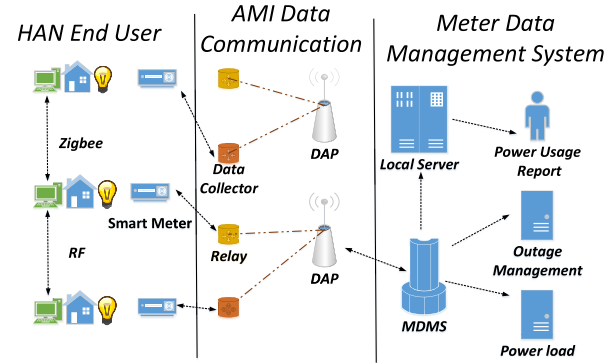 HAN End User
AMI Data
Communication
Meter Data
Management System
Zigbee
RF
Smart Meter
Data
Collector
Relay
DAP
DAP
Local Server
Power Usage
Report
MDMS
Outage
Management
Power load